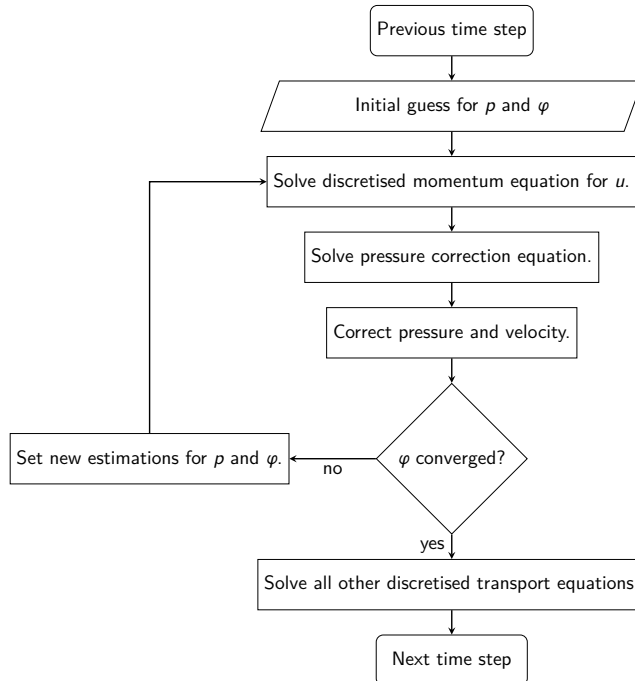 Previous time step
Initial guess for p and φ
Solve discretised momentum equation for u.
Solve pressure correction equation.
Correct pressure and velocity.
φ converged?
no
Set new estimations for p and φ.
yes
Solve all other discretised transport equations
Next time step